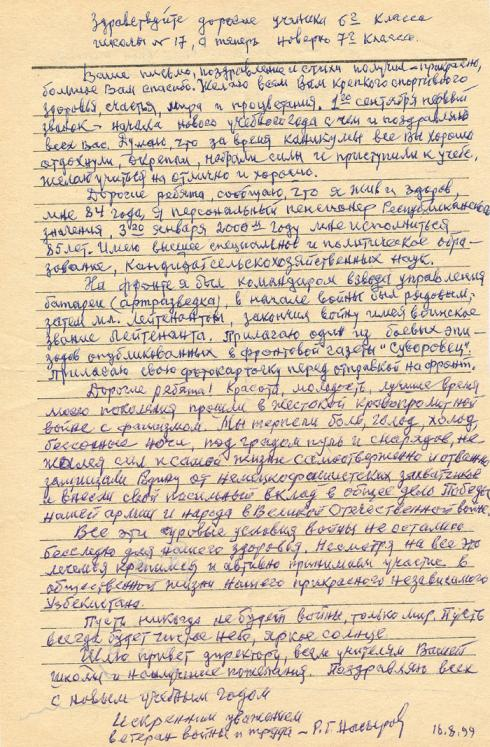 Здравствуйте дорогие ученики 6го класса
школы № 17, а теперь наверно 7го класса.
Ваше письмо, поздравление и стихи получил – прекрасно,
большое Вам спасибо. Желаю всем Вам крепкого спортивного
здоровья, счастья, мира и процветания. 1го сентября первый
звонок – начала нового учебного года с чем и поздравляю
всех Вас. Думаю, что за время каникулы все Вы хорошо
отдохнули, окрепли, набрали силы и приступили к учебе,
желаю учиться на отлично и хорошо.
Дорогие ребята, сообщаю, что я жив и здоров,
мне 84 года, я персональный пенсионер Республиканского
значения. 3го января 2000 году мне исполниться
85 лет. Имею высшее специальное и политическое обра-
зование, кандидат сельскохозяйственных наук.
На фронте я был командиром взвода управления
батареи (артразведка), в начале войны был рядовым,
затем мл. лейтенантом, закончил войну имея воинское
звание лейтенанта. Прилагаю один из боевых эпи-
зодов опубликованных в фронтовой газеты "Суворовец".
Прилагаю свою фотокарточку перед отправкой на фронт.
Дорогие ребята! Красота, молодость, лучшие время
моего поколения прошли в жестокой кровопролитной
войне с фашизмом. Мы терпели боли, голод, холод,
бессонные ночи, под градом пуль и снарядов, не
жалея сил и самой жизни самоотверженно и отважно
защищали Родину от немецкофашистских захватчиков
и внесли свой посильный вклад в общее дело Победы
нашей армии и народа в Великой Отечественной войне.
Все эти суровые условия войны не остались
бесследно для нашего здоровья. Несмотря на все это
лечемся крепимся и активно принимаем участие в
общественной жизни нашего прекрасного независимого
Узбекистана.
Пусть никогда не будет войны, только мир. Пусть
всегда будет чистое небо, яркое солнце.
Шлю привет директору, всем учителям Вашей
школы и наилучшие пожелания. Поздравляю всех
с новым учебным годом
Искренним уважением
ветеран войны и труда – Р.Г. Насыров 16.8.99